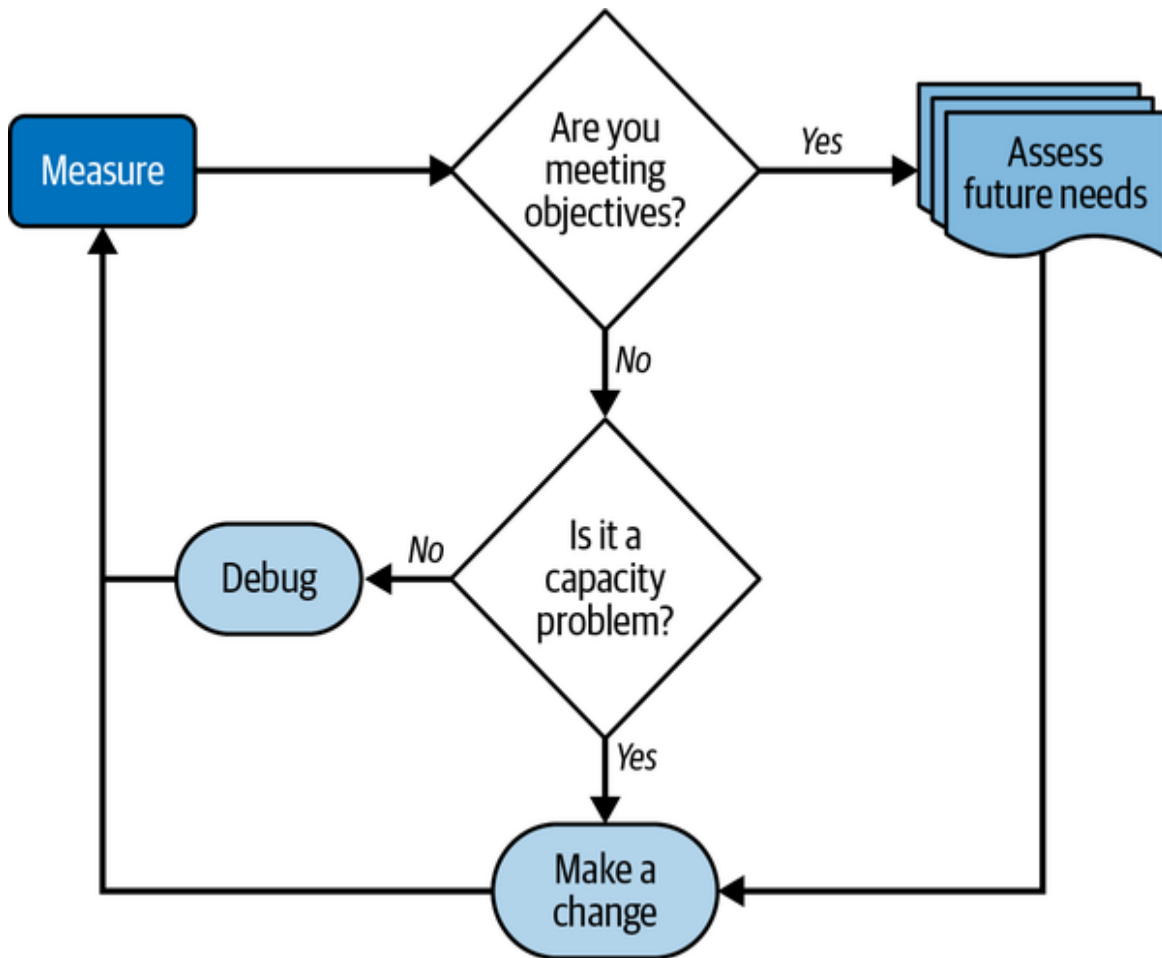 Measure
Are you
meeting
objectives?
Yes
Assess
future needs
No
Is it a
capacity
problem?
No
Debug
Yes
Make a
change